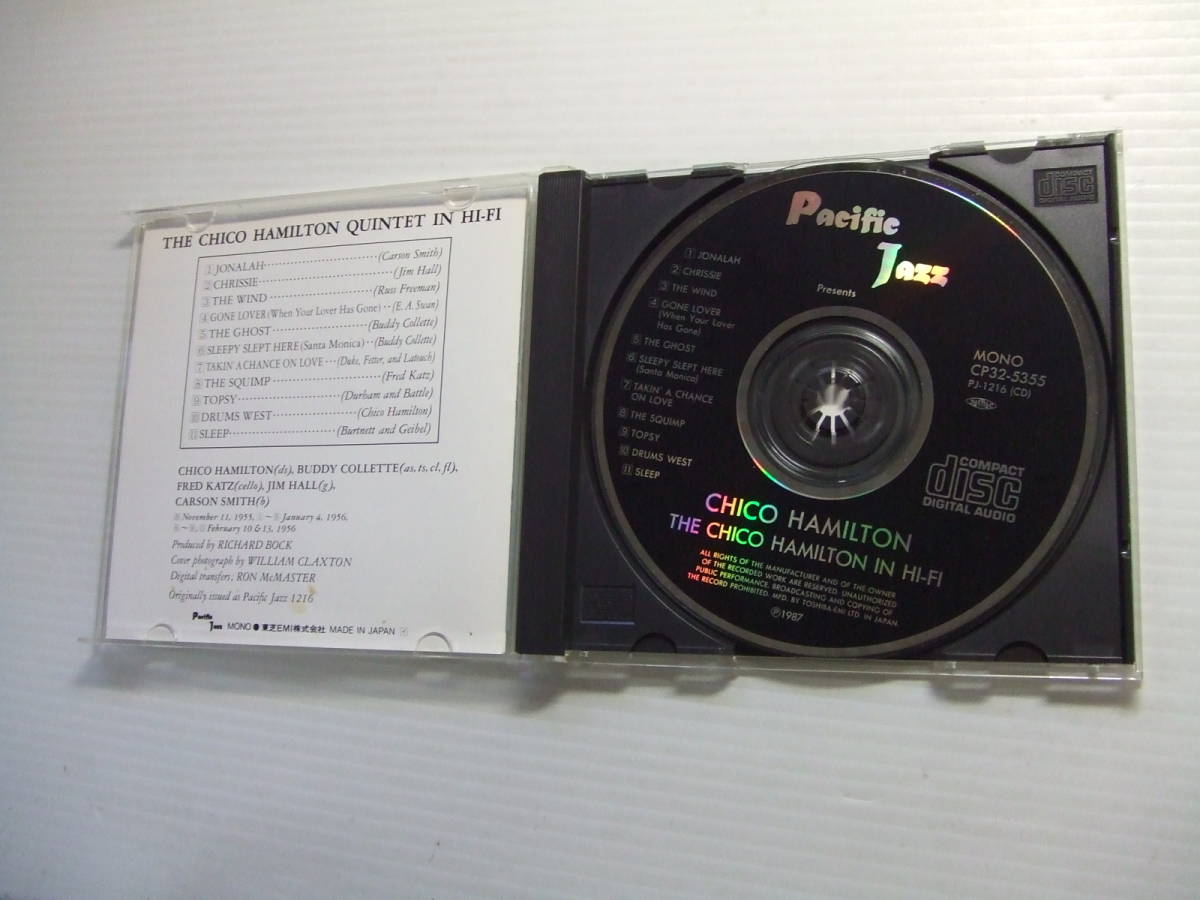 THE CHICO HAMILTON QUINTET IN HI-FI
1 JONALAH (Carson Smith)
2 CHRISSIE (Jim Hall)
3 THE WIND (Russ Freeman)
4 GONE LOVER (When Your Lover Has Gone) (E. A. Swan)
5 THE GHOST (Buddy Collette)
6 SLEEPY SLEPT HERE (Santa Monica) (Buddy Collette)
7 TAKIN' A CHANCE ON LOVE (Duke, Fetter, and Latouch)
8 THE SQUIMP (Fred Katz)
9 TOPSY (Durham and Battle)
10 DRUMS WEST (Chico Hamilton)
11 SLEEP (Burtnett and Geibel)
CHICO HAMILTON(ds), BUDDY COLLETTE(as, ts, cl, fl),
FRED KATZ(cello), JIM HALL(g),
CARSON SMITH(b)
November 11, 1955, January 4, 1956,
February 10 & 13, 1956
Produced by RICHARD BOCK
Cover photograph by WILLIAM CLAXTON
Digital transfers; RON McMASTER
Originally issued as Pacific Jazz 1216
Pacific
Jazz MONO ● 東芝EMI株式会社 MADE IN JAPAN
Pacific
Jazz
Presents
1 JONALAH
2 CHRISSIE
3 THE WIND
4 GONE LOVER
(When Your Lover
Has Gone)
5 THE GHOST
6 SLEEPY SLEPT HERE
(Santa Monica)
7 TAKIN' A CHANCE
ON LOVE
8 THE SQUIMP
9 TOPSY
10 DRUMS WEST
11 SLEEP
MONO
CP32-5355
PJ-1216 (CD)
COMPACT
disc
DIGITAL AUDIO
CHICO HAMILTON
THE CHICO HAMILTON IN HI-FI
ALL RIGHTS OF THE MANUFACTURER AND OF THE OWNER
OF THE RECORDED WORK ARE RESERVED. UNAUTHORIZED
PUBLIC PERFORMANCE, BROADCASTING AND COPYING OF
THE RECORD PROHIBITED. MFD. BY TOSHIBA-EMI LTD. IN JAPAN.
℗1987
COMPACT
disc
DIGITAL AUDIO